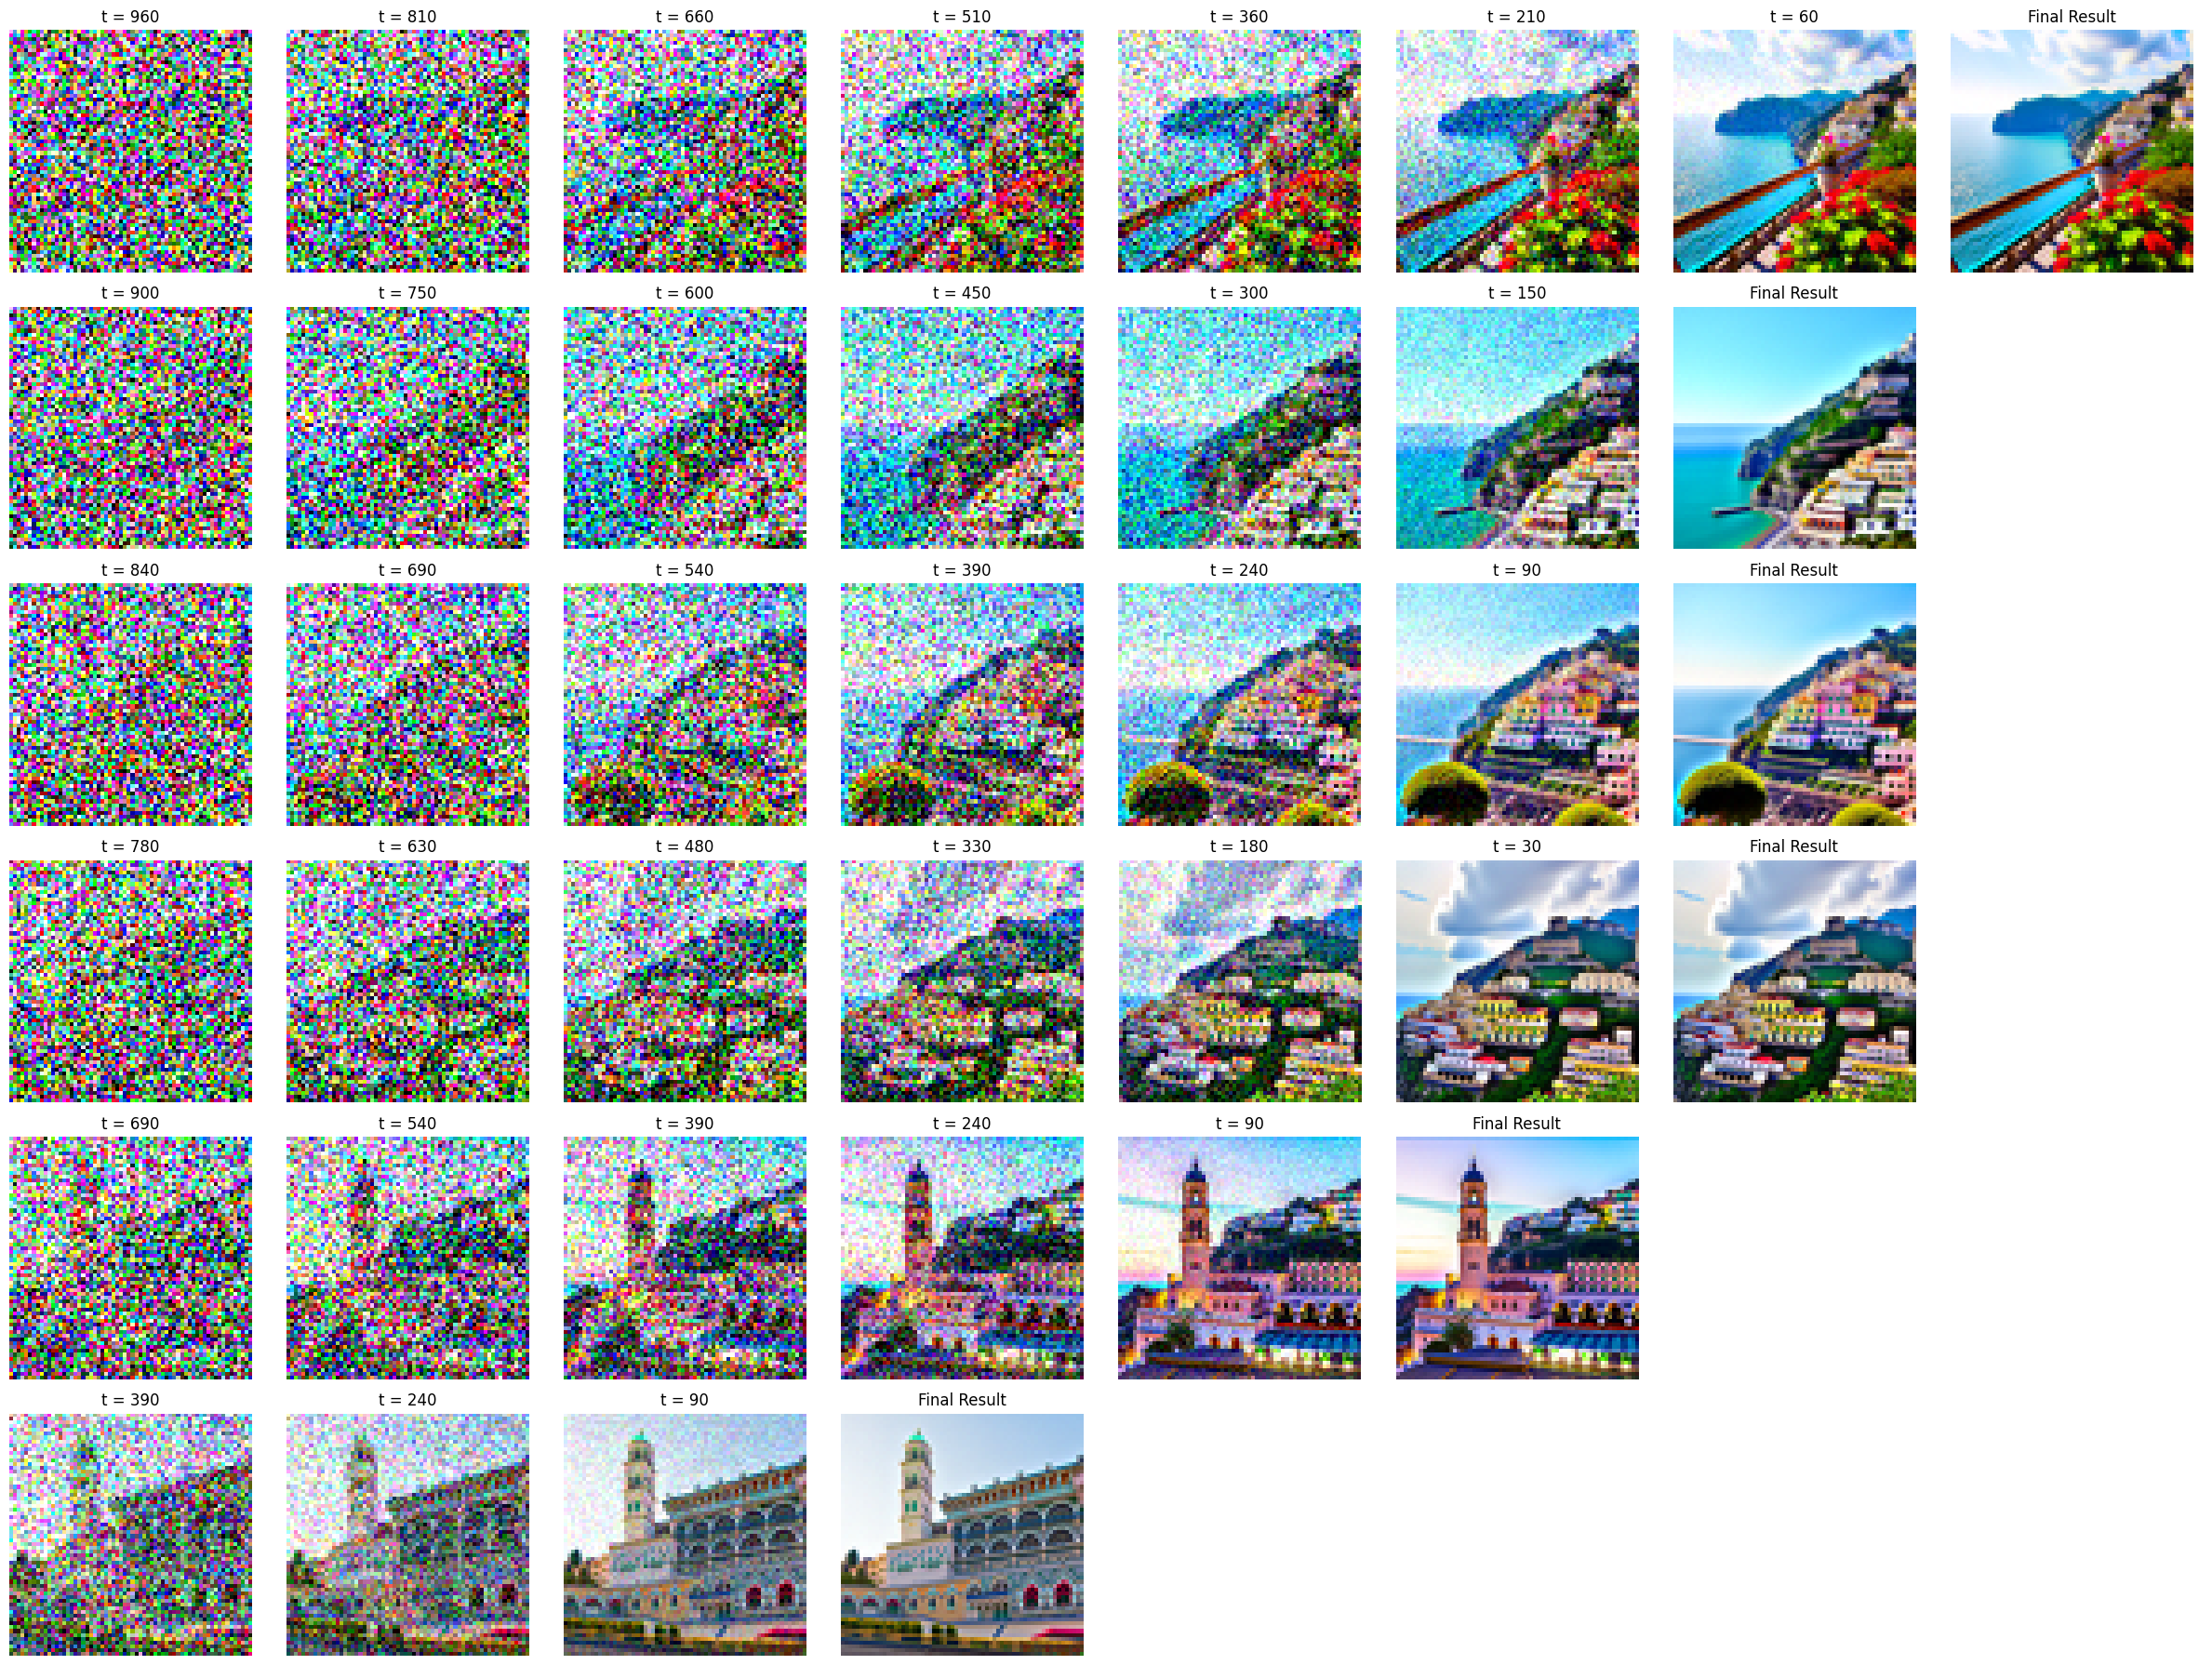 t = 960 t = 810 t = 660 t = 510 t = 360 t = 210 t = 60 Final Result
t = 900 t = 750 t = 600 t = 450 t = 300 t = 150 Final Result
t = 840 t = 690 t = 540 t = 390 t = 240 t = 90 Final Result
t = 780 t = 630 t = 480 t = 330 t = 180 t = 30 Final Result
t = 690 t = 540 t = 390 t = 240 t = 90 Final Result
t = 390 t = 240 t = 90 Final Result